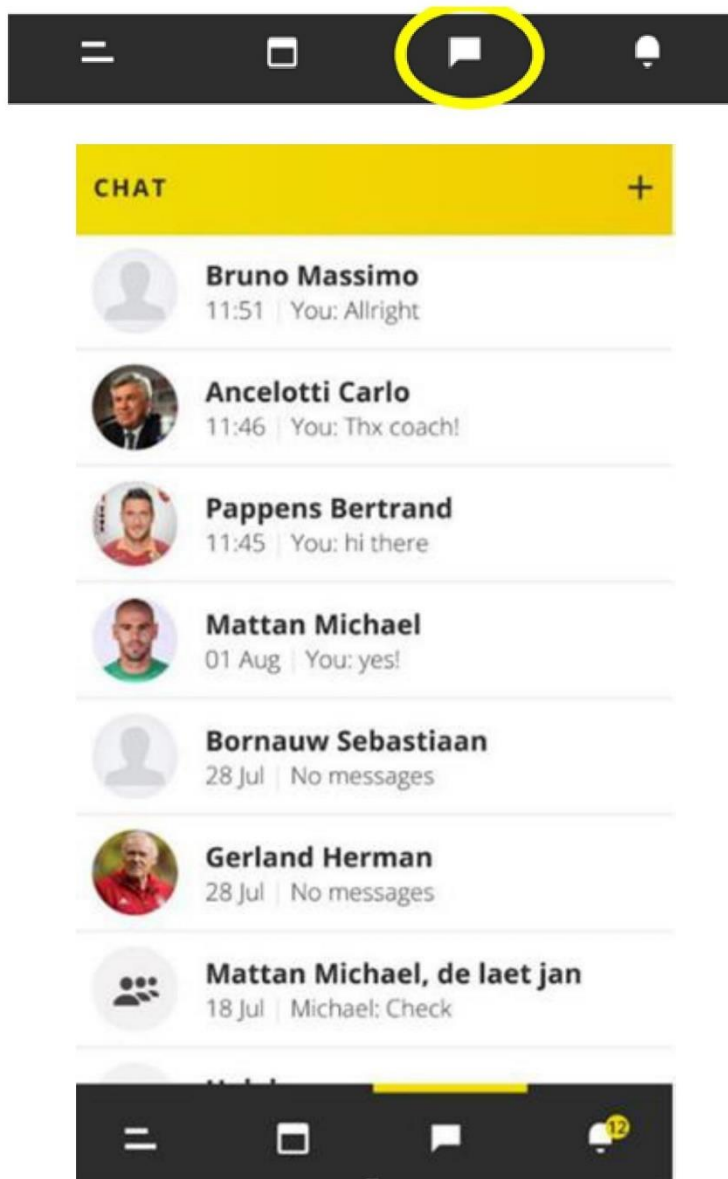 CHAT +
Bruno Massimo
11:51 | You: Allright
Ancelotti Carlo
11:46 | You: Thx coach!
Pappens Bertrand
11:45 | You: hi there
Mattan Michael
01 Aug | You: yes!
Bornauw Sebastiaan
28 Jul | No messages
Gerland Herman
28 Jul | No messages
Mattan Michael, de laet jan
18 Jul | Michael: Check
12